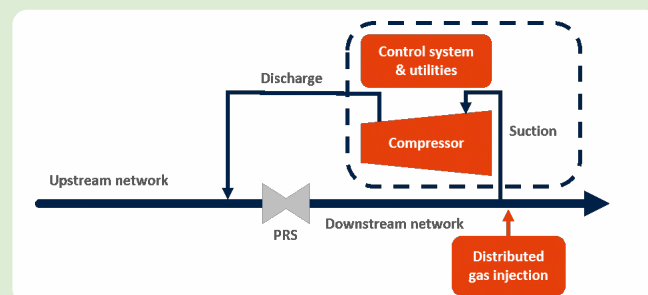 Control system
& utilities
Discharge
Compressor
Suction
Upstream network
Downstream network
PRS
Distributed
gas injection